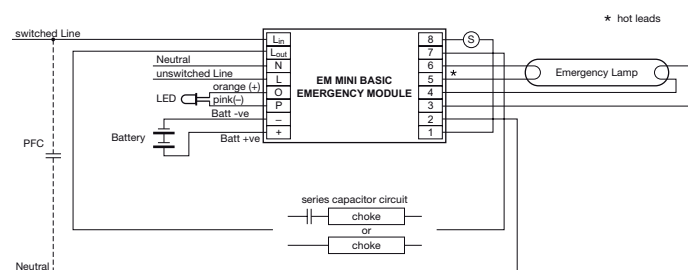 * hot leads
switched Line
Lin
8
S
Lout
7
Neutral
N
6
unswitched Line
L
5
*
Emergency Lamp
orange (+)
O
4
LED
pink(–)
P
3
EM MINI BASIC
EMERGENCY MODULE
Batt -ve
–
2
Battery
Batt +ve
+
1
PFC
series capacitor circuit
choke
or
choke
Neutral